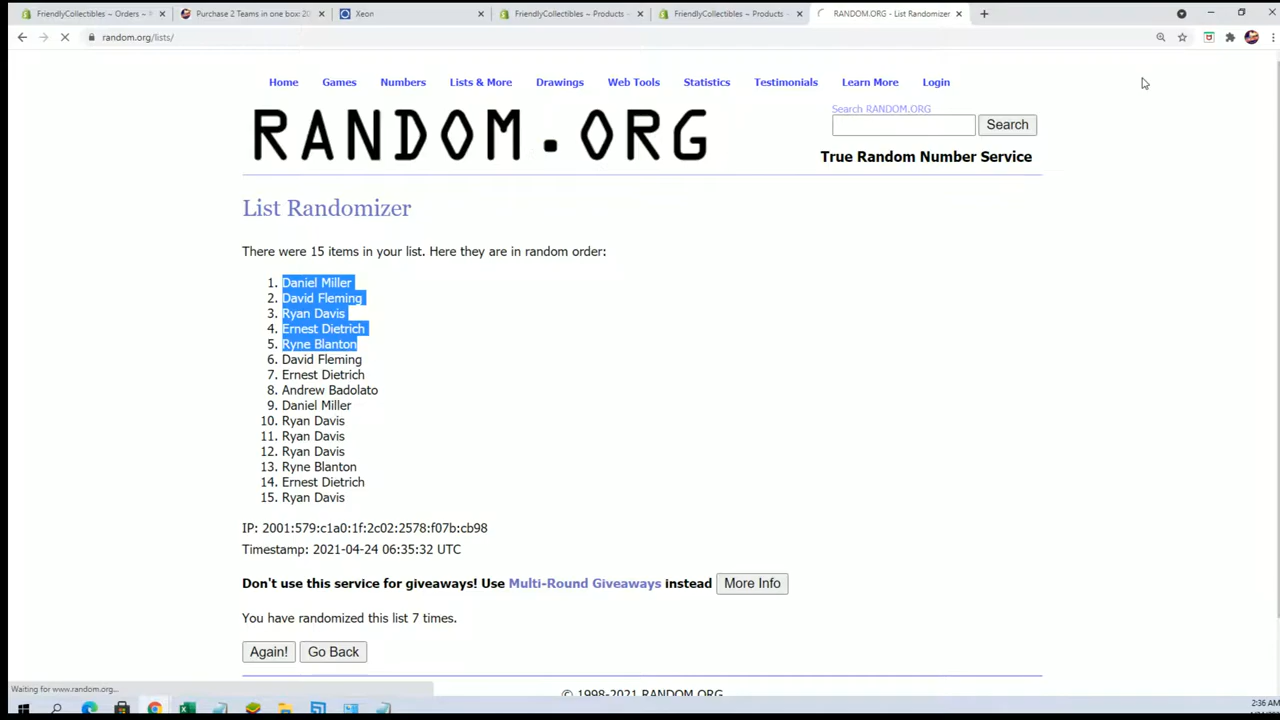 FriendlyCollectibles ~ Orders ~ #
Purchase 2 Teams in one box: 20
Xeon
FriendlyCollectibles ~ Products ~
FriendlyCollectibles ~ Products ~
RANDOM.ORG - List Randomizer
random.org/lists/
Home Games Numbers Lists & More Drawings Web Tools Statistics Testimonials Learn More Login
Search RANDOM.ORG
RANDOM.ORG
Search
True Random Number Service
List Randomizer
There were 15 items in your list. Here they are in random order:
1. Daniel Miller
2. David Fleming
3. Ryan Davis
4. Ernest Dietrich
5. Ryne Blanton
6. David Fleming
7. Ernest Dietrich
8. Andrew Badolato
9. Daniel Miller
10. Ryan Davis
11. Ryan Davis
12. Ryan Davis
13. Ryne Blanton
14. Ernest Dietrich
15. Ryan Davis
IP: 2001:579:c1a0:1f:2c02:2578:f07b:cb98
Timestamp: 2021-04-24 06:35:32 UTC
Don't use this service for giveaways! Use Multi-Round Giveaways instead More Info
You have randomized this list 7 times.
Again! Go Back
Waiting for www.random.org...
© 1998-2021 RANDOM.ORG
2:36 AM